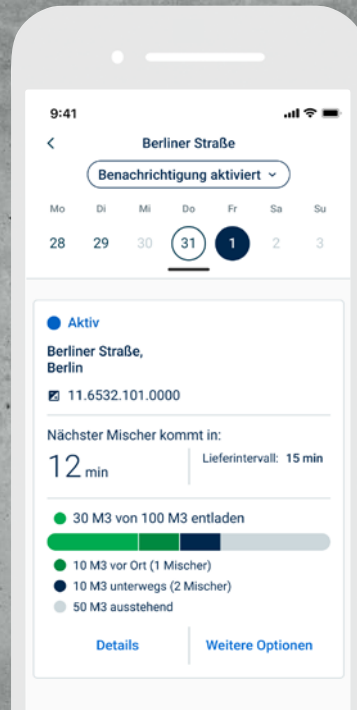 9:41
Berliner Straße
Benachrichtigung aktiviert
Mo Di Mi Do Fr Sa Su
28 29 30 31 1 2 3
Aktiv
Berliner Straße,
Berlin
11.6532.101.0000
Nächster Mischer kommt in:
12 min Lieferintervall: 15 min
30 M3 von 100 M3 entladen
10 M3 vor Ort (1 Mischer)
10 M3 unterwegs (2 Mischer)
50 M3 ausstehend
Details Weitere Optionen